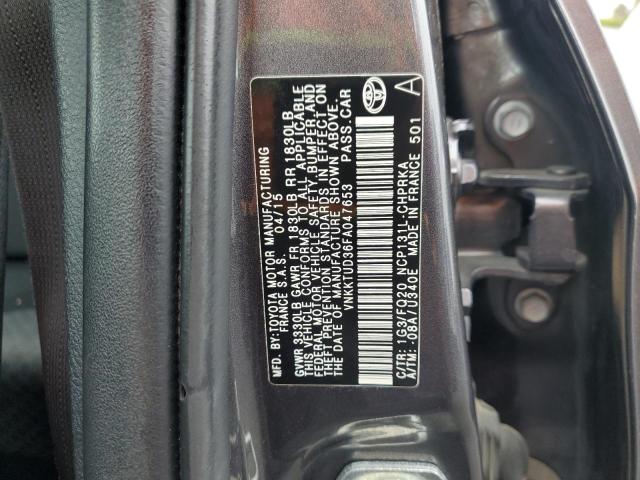 MFD. BY:TOYOTA MOTOR MANUFACTURING
FRANCE S.A.S. 04/15
GVWR 3330LB GAWR FR 1830LB RR 1830LB
THIS VEHICLE CONFORMS TO ALL APPLICABLE
FEDERAL MOTOR VEHICLE SAFETY, BUMPER, AND
THEFT PREVENTION STANDARDS IN EFFECT ON
THE DATE OF MANUFACTURE SHOWN ABOVE.
VNKKTUD36FA047653 PASS.CAR
C/TR: 1G3/FQ20 NCP131L-CHPRKA
A/TM: -08A/U340E MADE IN FRANCE 501
A